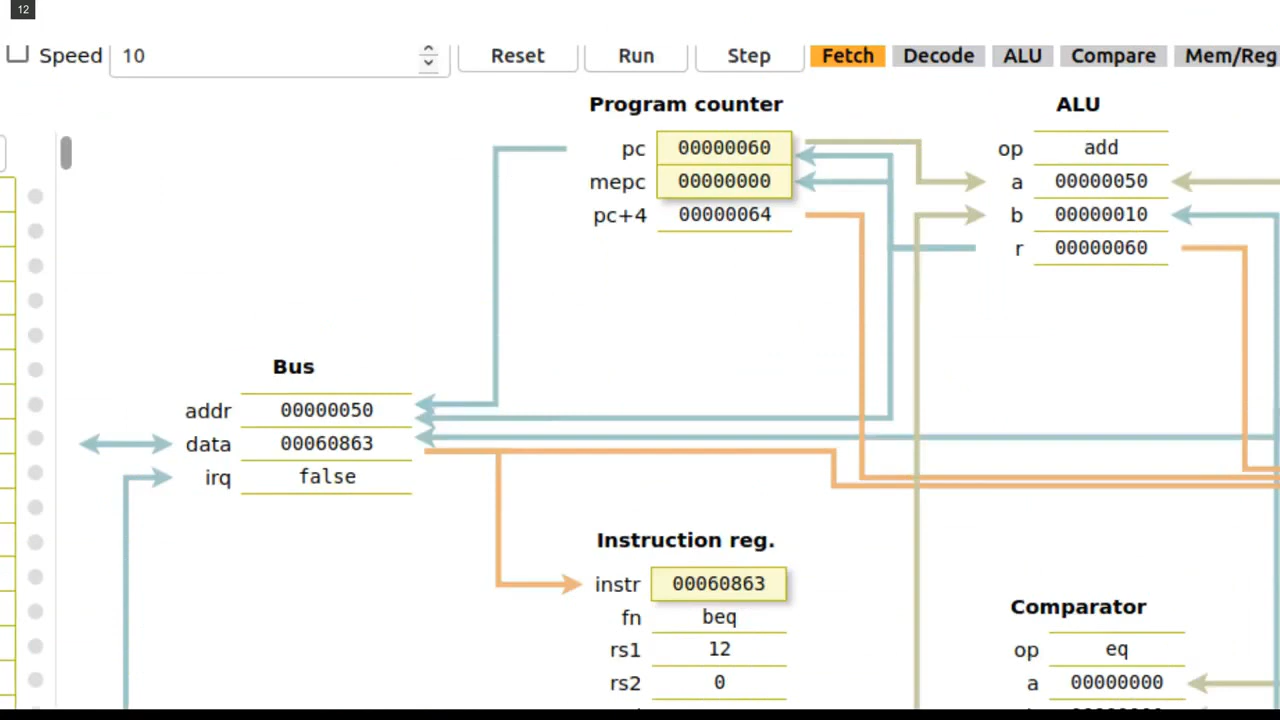 12
Speed 10 Reset Run Step Fetch Decode ALU Compare Mem/Reg
Program counter
pc 00000060
mepc 00000000
pc+4 00000064
ALU
op add
a 00000050
b 00000010
r 00000060
Bus
addr 00000050
data 00060863
irq false
Instruction reg.
instr 00060863
fn beq
rs1 12
rs2 0
Comparator
op eq
a 00000000